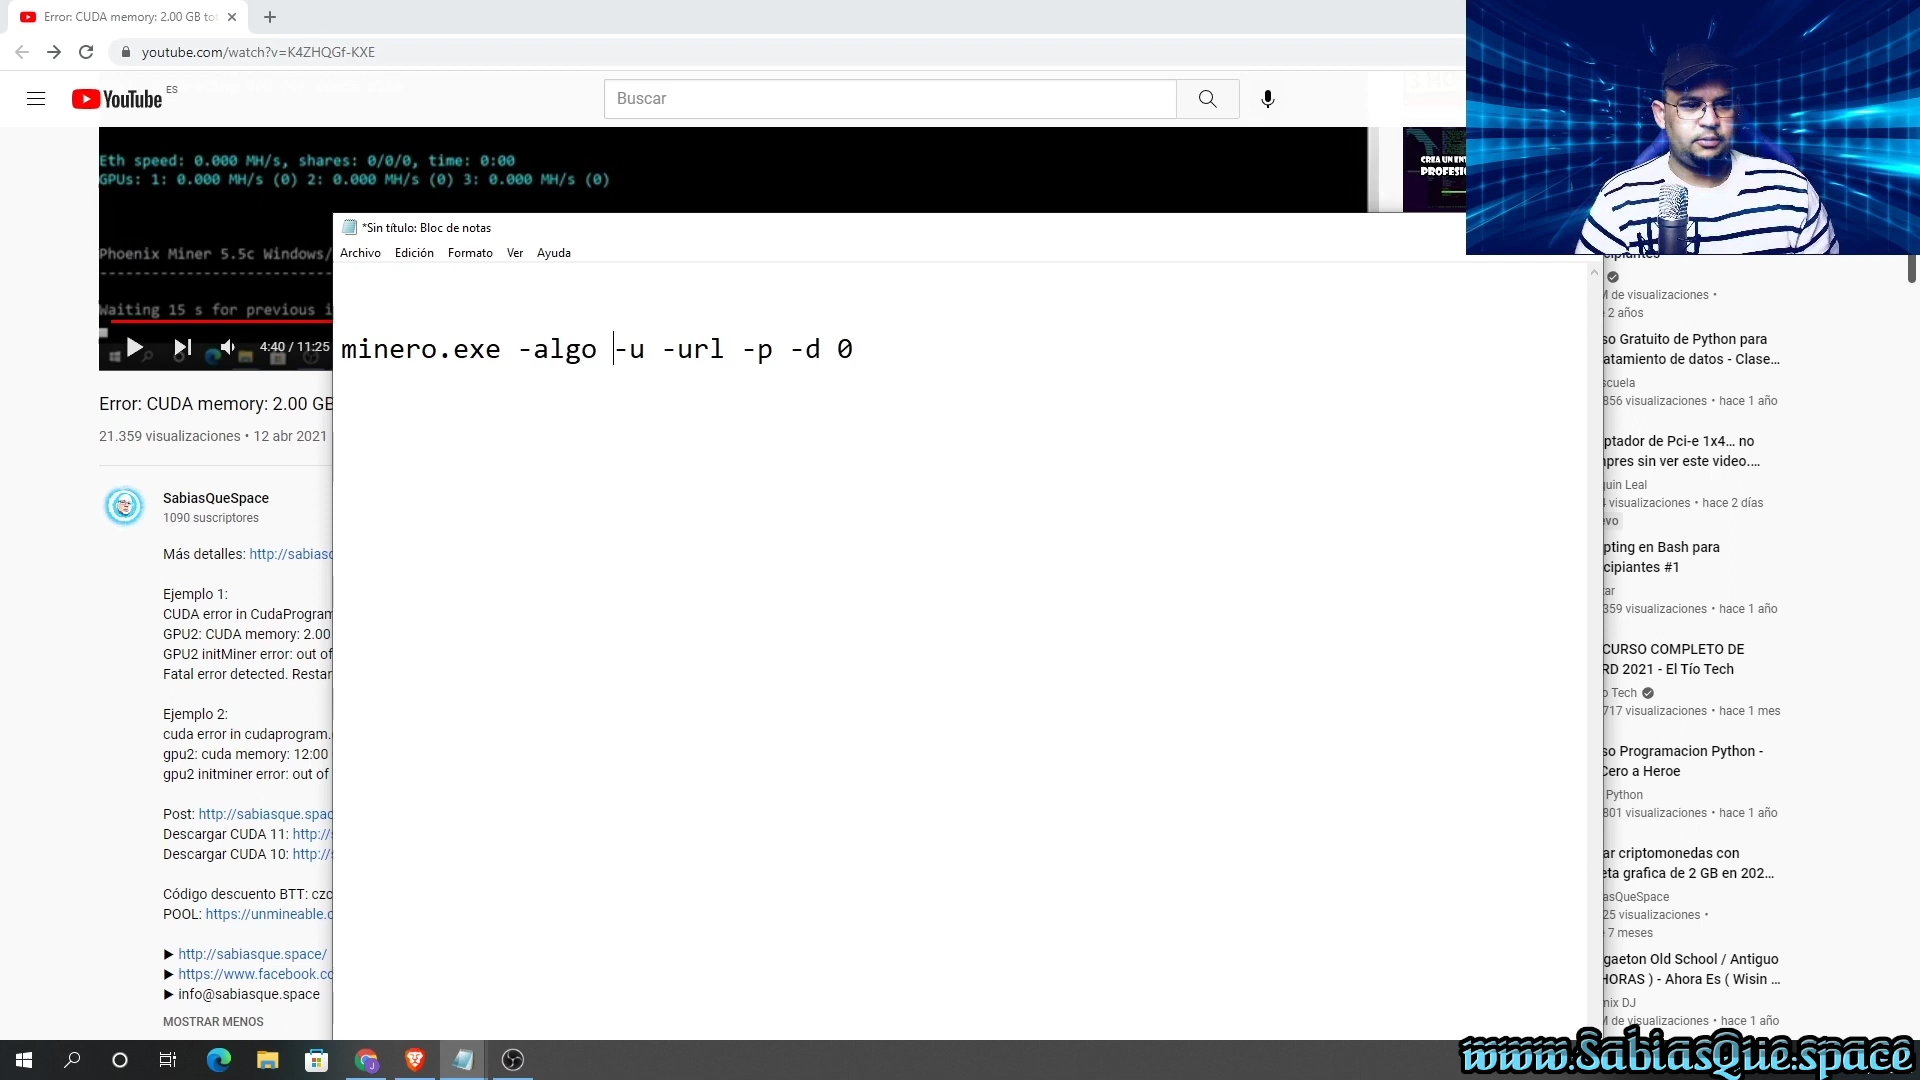 Error: CUDA memory: 2.00 GB tot
youtube.com/watch?v=K4ZHQGf-KXE
YouTube ES
Buscar
Eth speed: 0.000 MH/s, shares: 0/0/0, time: 0:00
GPUs: 1: 0.000 MH/s (0) 2: 0.000 MH/s (0) 3: 0.000 MH/s (0)
CREA UN ENT
PROFESIO
*Sin título: Bloc de notas
Archivo Edición Formato Ver Ayuda
Phoenix Miner 5.5c Windows/
Waiting 15 s for previous i
4:40 / 11:25
minero.exe -algo -u -url -p -d 0
Error: CUDA memory: 2.00 GB
21.359 visualizaciones • 12 abr 2021
SabiasQueSpace
1090 suscriptores
Más detalles: http://sabiasq
Ejemplo 1:
CUDA error in CudaProgram
GPU2: CUDA memory: 2.00
GPU2 initMiner error: out of
Fatal error detected. Restar
Ejemplo 2:
cuda error in cudaprogram.
gpu2: cuda memory: 12:00
gpu2 initminer error: out of
Post: http://sabiasque.spac
Descargar CUDA 11: http://
Descargar CUDA 10: http://
Código descuento BTT: czc
POOL: https://unmineable.c
▶ http://sabiasque.space/
▶ https://www.facebook.co
▶ info@sabiasque.space
MOSTRAR MENOS
cipiantes
M de visualizaciones •
2 años
so Gratuito de Python para
atamiento de datos - Clase...
scuela
856 visualizaciones • hace 1 año
ptador de Pci-e 1x4... no
mpres sin ver este video....
quin Leal
visualizaciones • hace 2 días
evo
pting en Bash para
cipiantes #1
tar
359 visualizaciones • hace 1 año
CURSO COMPLETO DE
RD 2021 - El Tío Tech
o Tech
717 visualizaciones • hace 1 mes
so Programacion Python -
Cero a Heroe
Python
801 visualizaciones • hace 1 año
ar criptomonedas con
eta grafica de 2 GB en 202...
asQueSpace
25 visualizaciones •
7 meses
gaeton Old School / Antiguo
HORAS ) - Ahora Es ( Wisin ...
mix DJ
M de visualizaciones • hace 1 año
www.SabiasQue.space